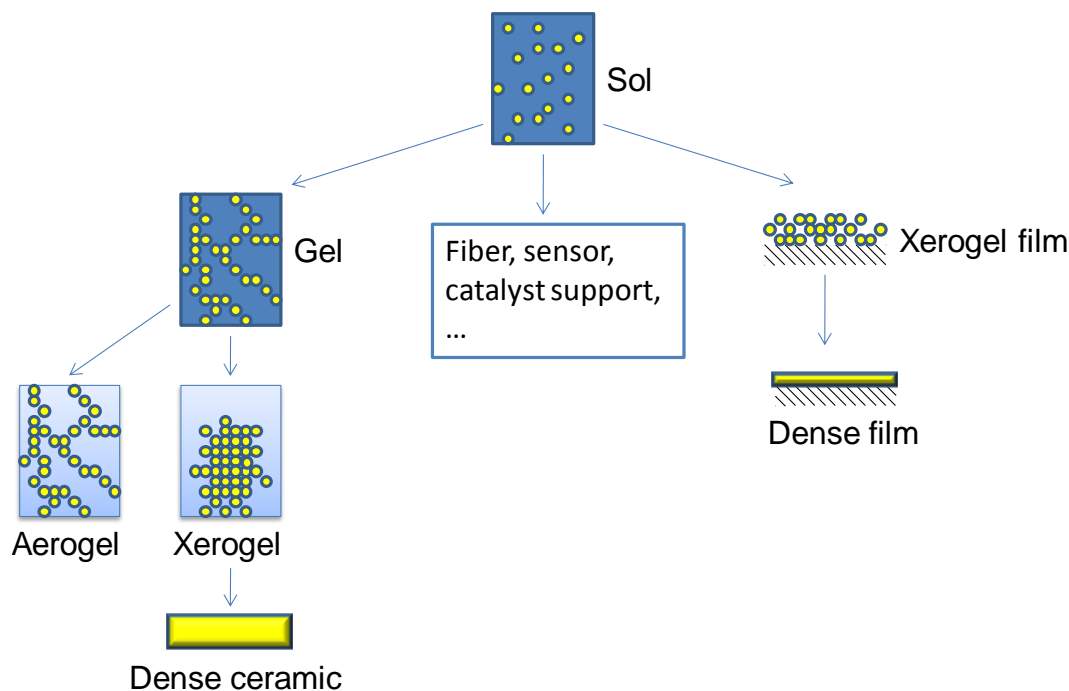 Sol
Gel
Fiber, sensor,
catalyst support,
...
Xerogel film
Dense film
Aerogel
Xerogel
Dense ceramic